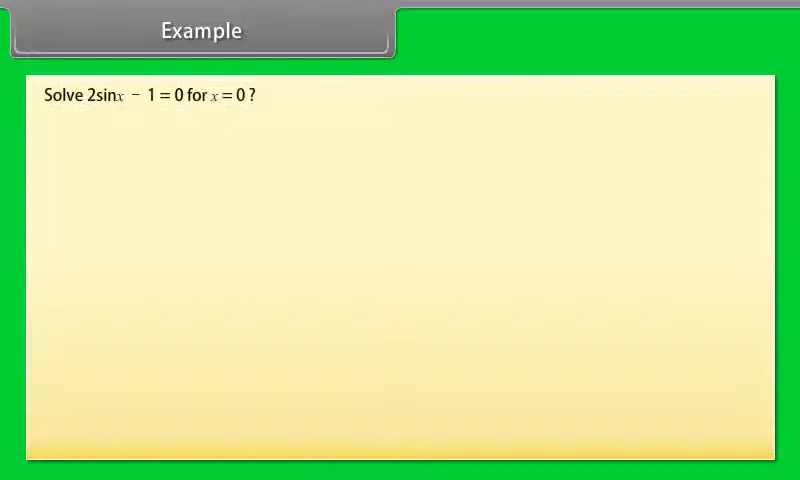 Example
Solve 2sinx − 1 = 0 for x = 0 ?